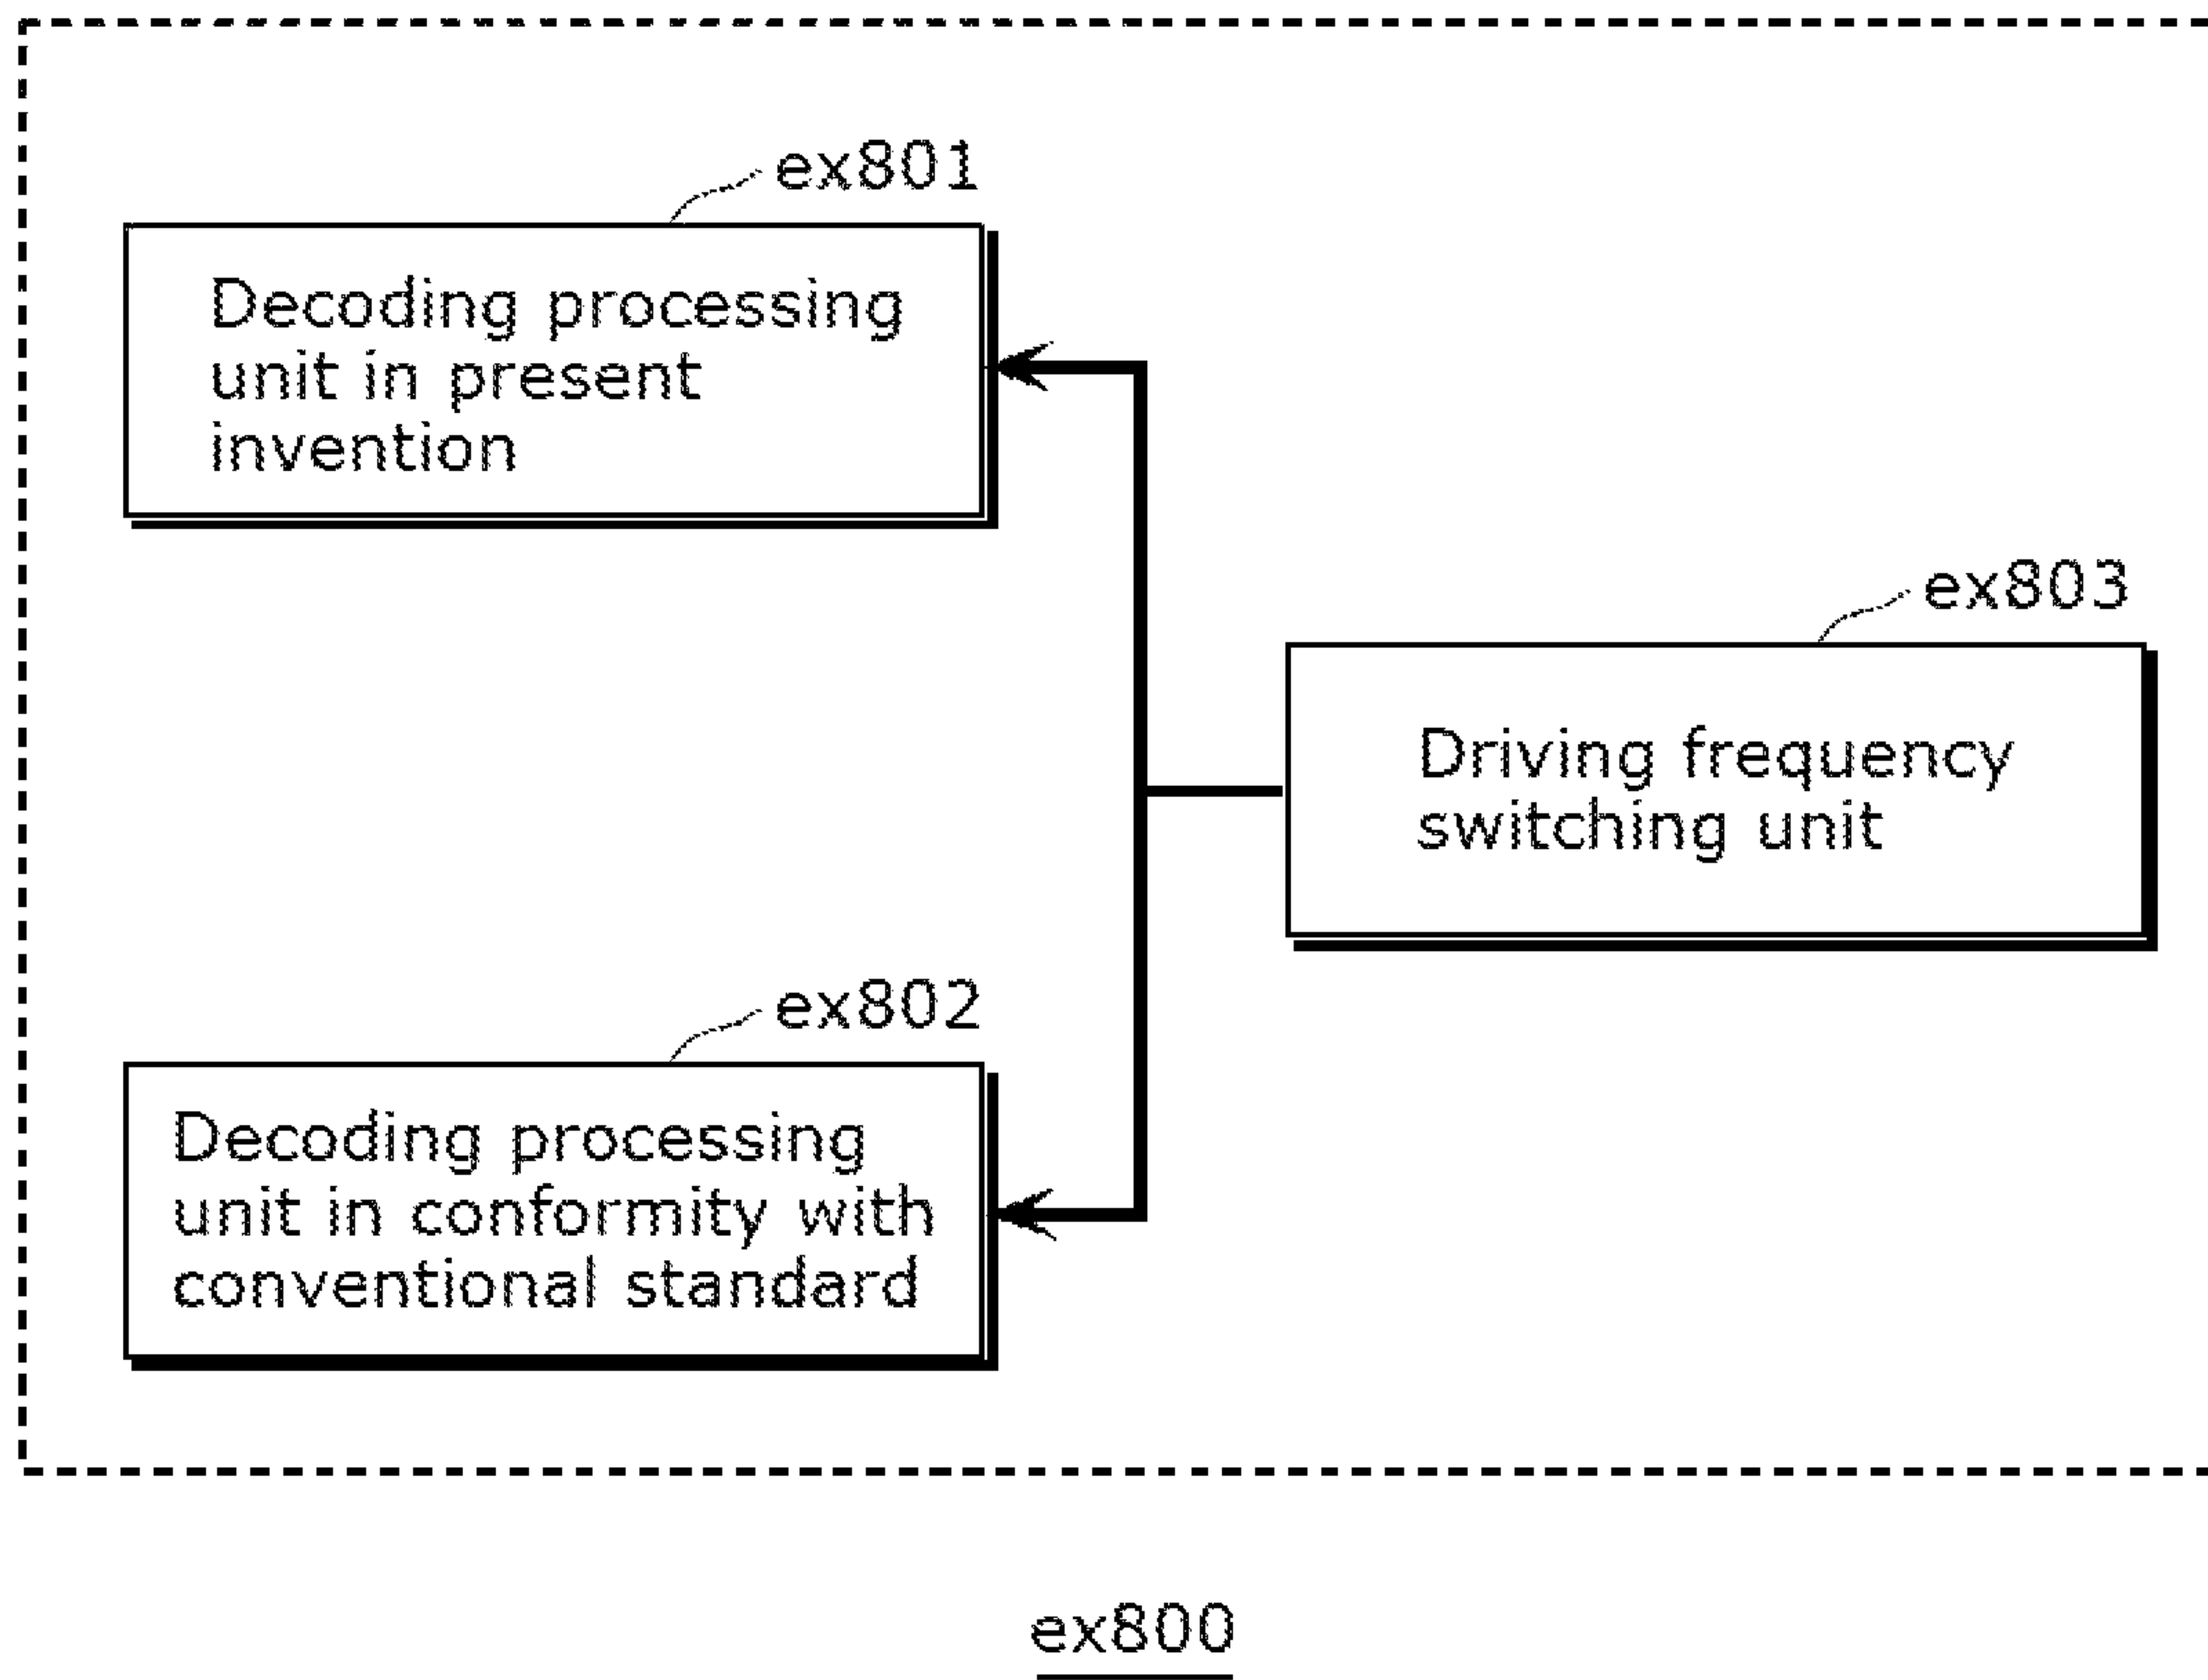 ex801
Decoding processing
unit in present
invention
ex803
Driving frequency
switching unit
ex802
Decoding processing
unit in conformity with
conventional standard
ex800